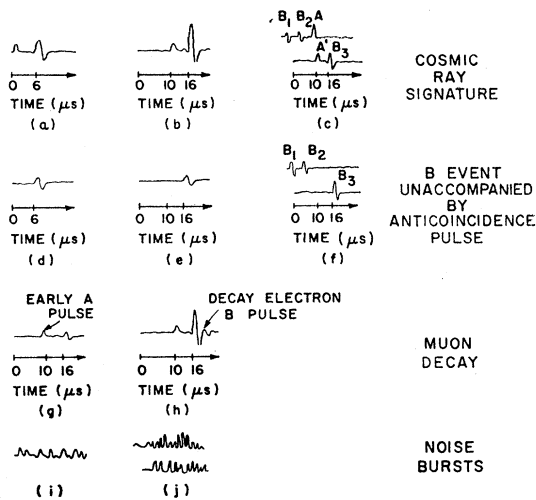 B1 B2 A
A' B3
0 6
0 10 16
0 10 16
TIME (μs)
TIME (μs)
TIME (μs)
(a)
(b)
(c)
COSMIC
RAY
SIGNATURE
B1 B2
B3
0 6
0 10 16
0 10 16
TIME (μs)
TIME (μs)
TIME (μs)
(d)
(e)
(f)
B EVENT
UNACCOMPANIED
BY
ANTICOINCIDENCE
PULSE
EARLY A
PULSE
DECAY ELECTRON
B PULSE
0 10 16
0 10 16
TIME (μs)
TIME (μs)
(g)
(h)
MUON
DECAY
(i)
(j)
NOISE
BURSTS